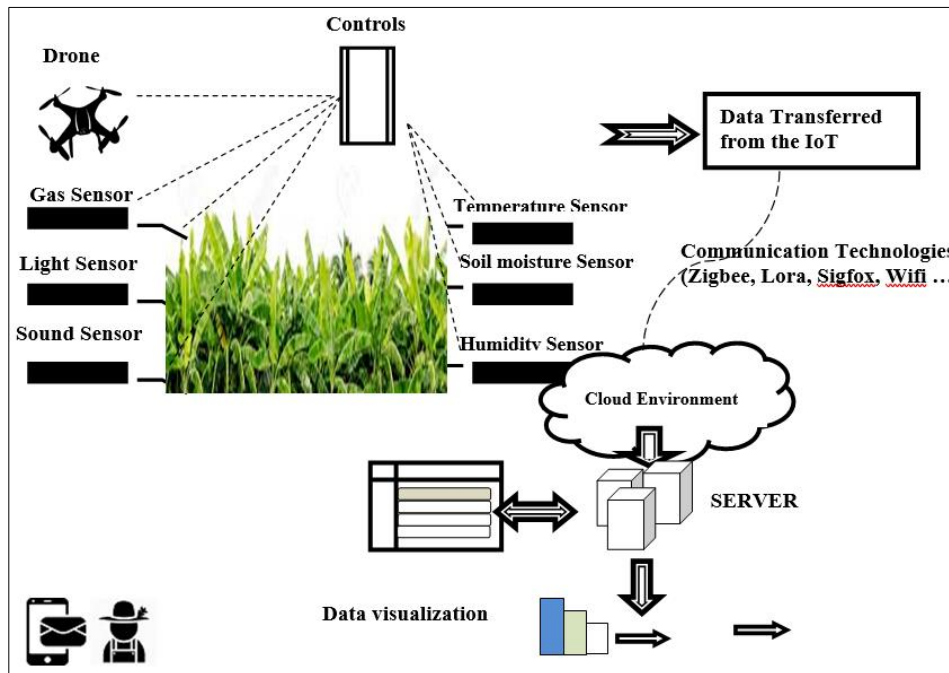 Controls
Drone
Data Transferred
from the IoT
Gas Sensor
Temperature Sensor
Communication Technologies
(Zigbee, Lora, Sigfox, Wifi …
Light Sensor
Soil moisture Sensor
Sound Sensor
Humidity Sensor
Cloud Environment
SERVER
Data visualization